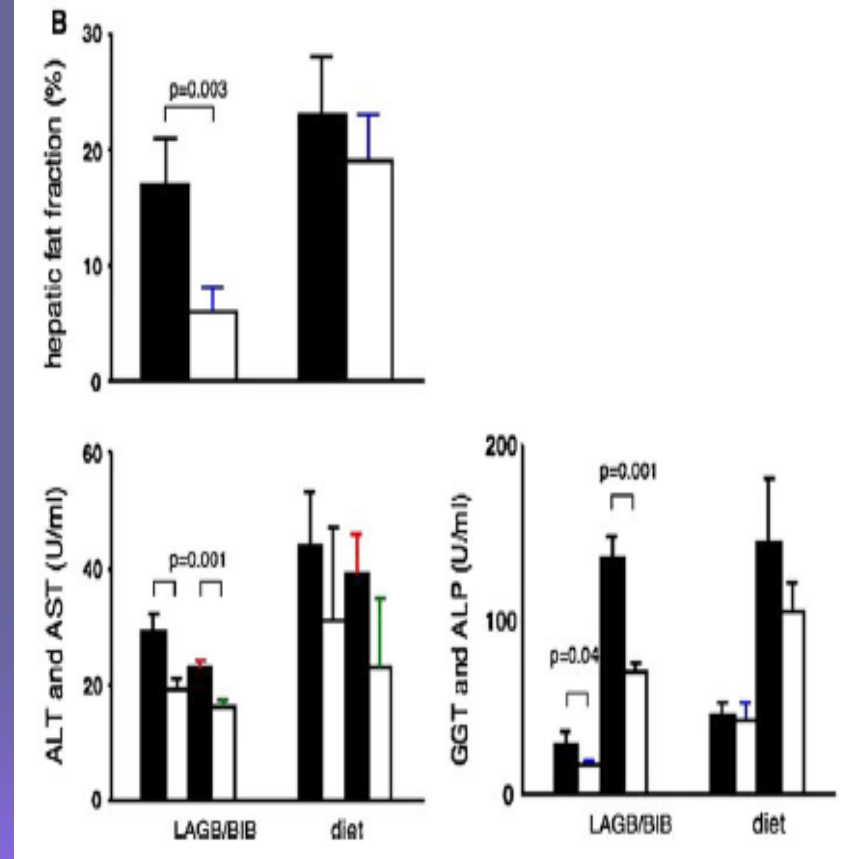 B
hepatic fat fraction (%)
30
20
10
0
p=0.003
ALT and AST (U/ml)
60
40
20
0
p=0.001
LAGB/BIB
diet
GGT and ALP (U/ml)
200
100
0
p=0.04
p=0.001
LAGB/BIB
diet